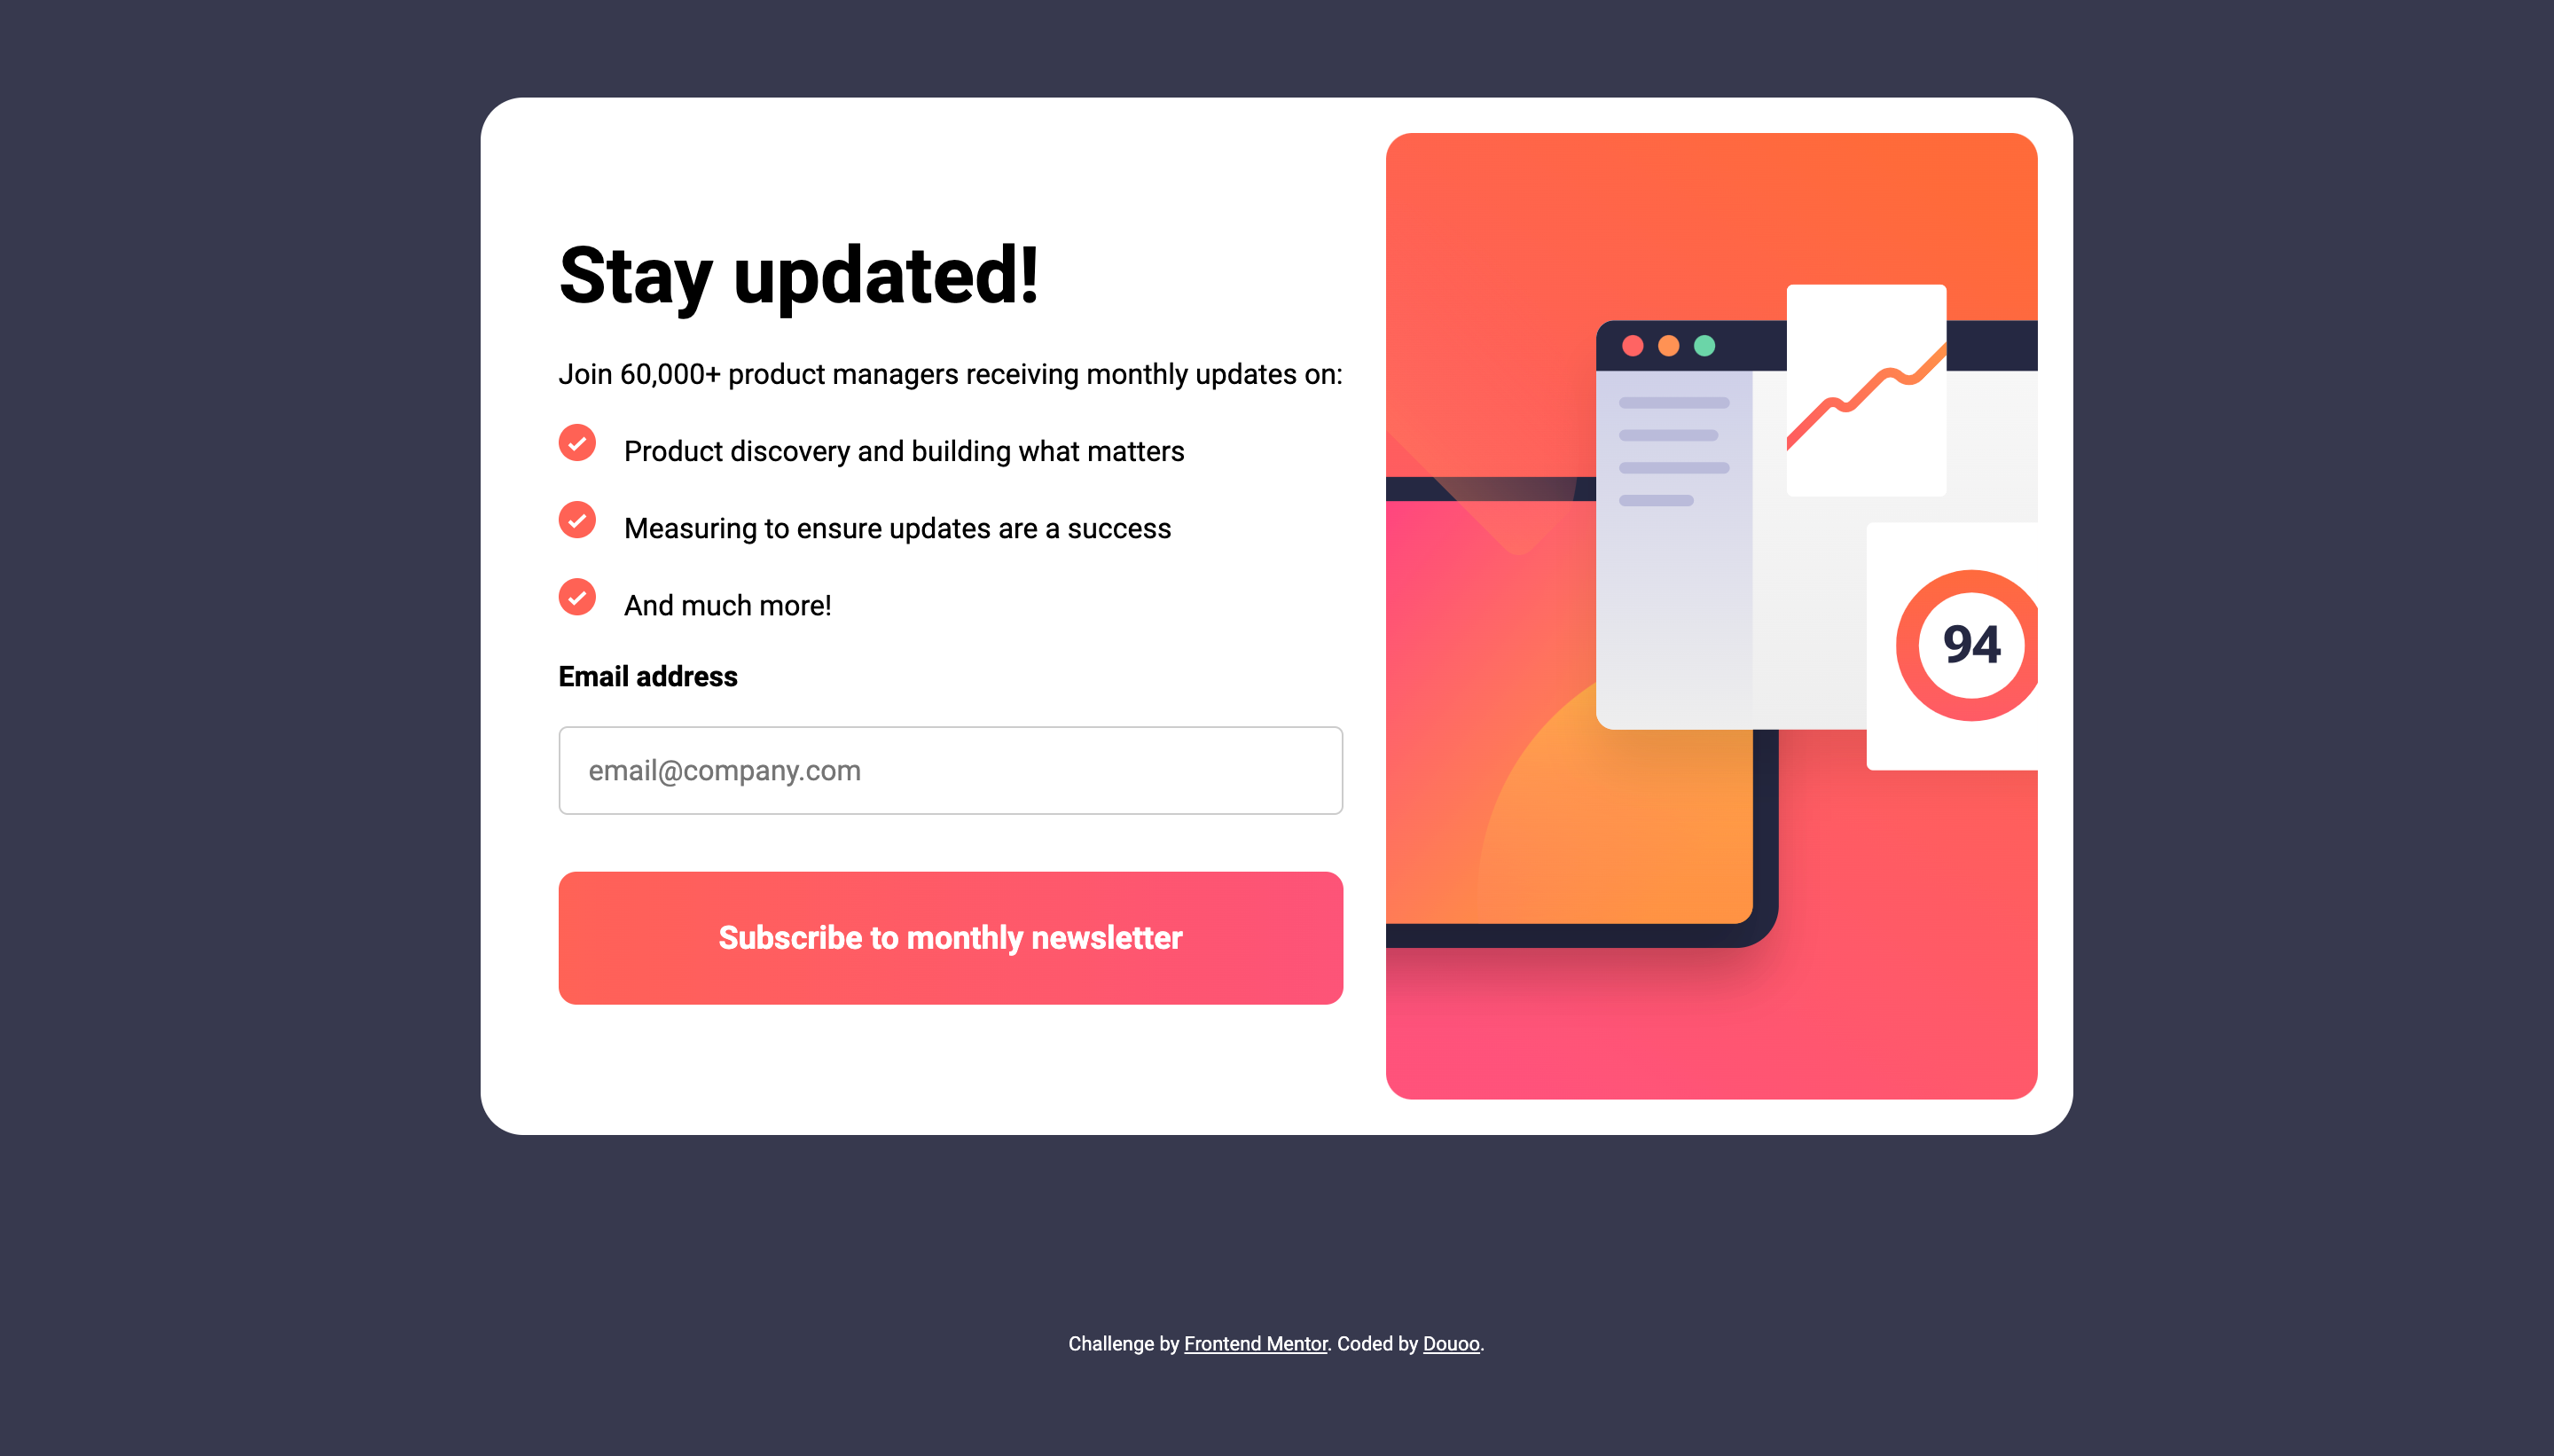 Stay updated!
Join 60,000+ product managers receiving monthly updates on:
Product discovery and building what matters
Measuring to ensure updates are a success
And much more!
Email address
email@company.com
Subscribe to monthly newsletter
94
Challenge by Frontend Mentor. Coded by Douoo.